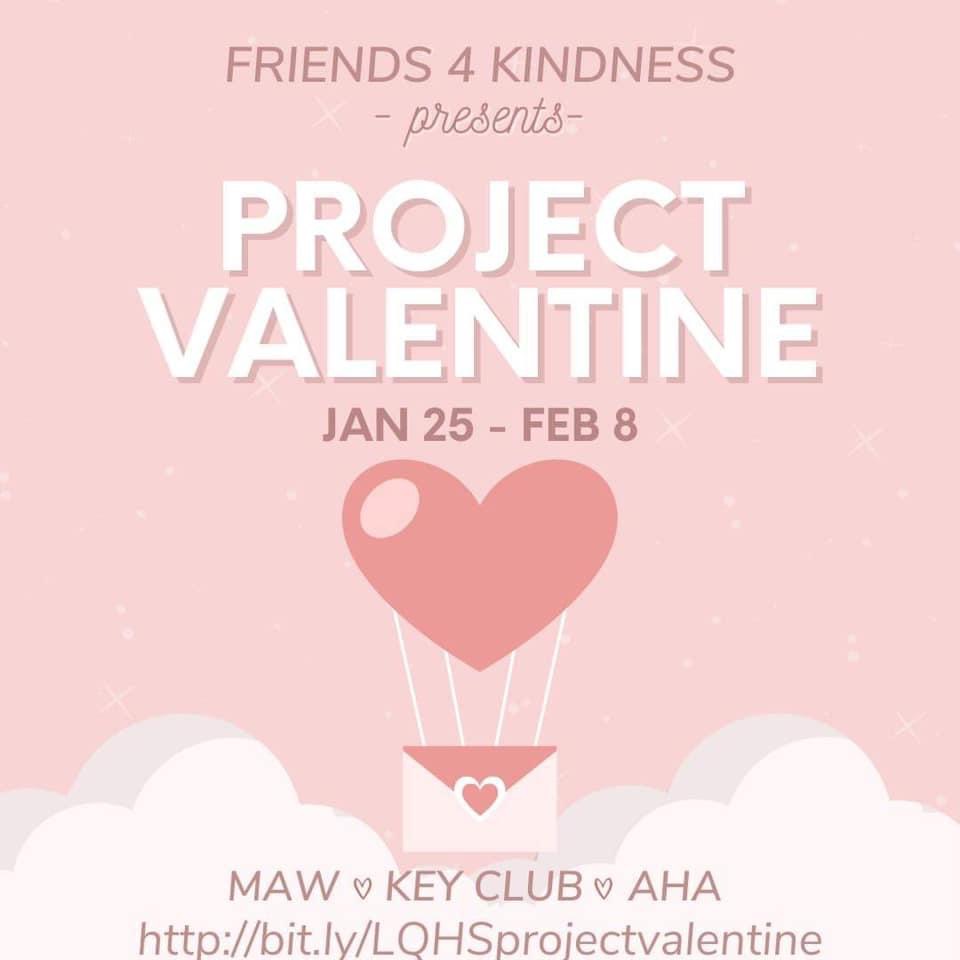 FRIENDS 4 KINDNESS
- presents-
PROJECT
VALENTINE
JAN 25 - FEB 8
MAW ♡ KEY CLUB ♡ AHA
http://bit.ly/LQHSprojectvalentine